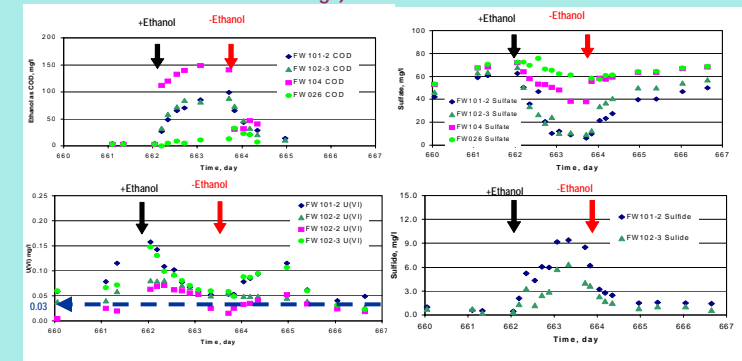 +Ethanol
-Ethanol
Ethanol as COD, mg/l
200
150
100
50
0
660 661 662 663 664 665 666 667
Time, day
FW 101-2 COD
FW 102-3 COD
FW 104 COD
FW 026 COD
+Ethanol
-Ethanol
Sulfate, mg/l
100
80
60
40
20
0
660 661 662 663 664 665 666 667
Time, day
FW101-2 Sulfate
FW102-3 Sulfate
FW104 Sulfate
FW026 Sulfate
+Ethanol
-Ethanol
U(VI) mg/l
0.25
0.20
0.15
0.10
0.05
0.00
0.03
660 661 662 663 664 665 666 667
Time, day
FW 101-2 U(VI)
FW 102-2 U(VI)
FW 102-2 U(VI)
FW 102-3 U(VI)
+Ethanol
-Ethanol
Sulfide, mg/l
15.0
12.0
9.0
6.0
3.0
0.0
660 661 662 663 664 665 666 667
Time, day
FW101-2 Sulfide
FW102-3 Sulide